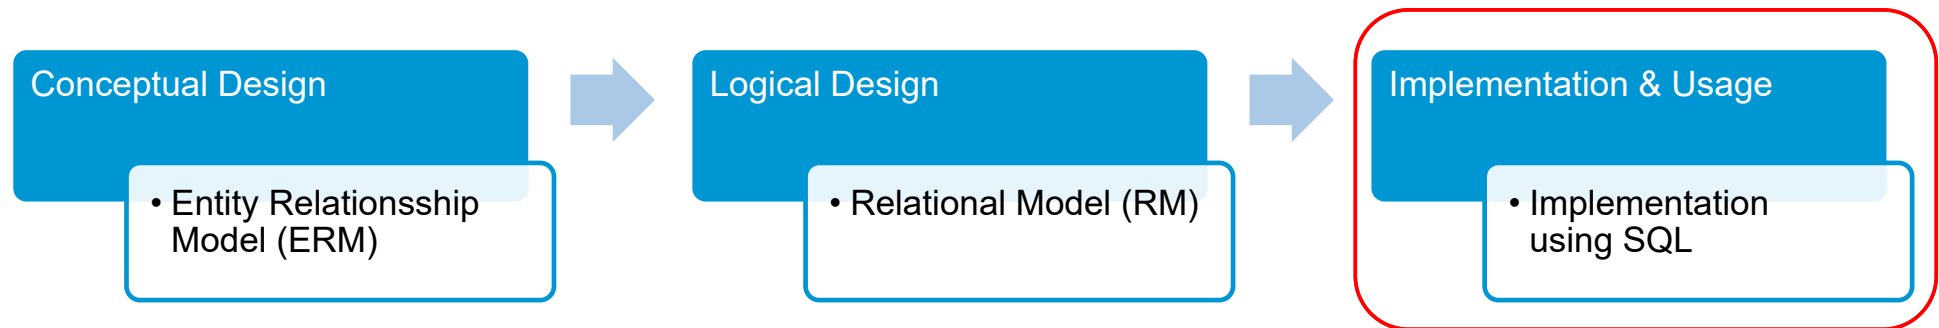 Conceptual Design
• Entity Relationsship
Model (ERM)
Logical Design
• Relational Model (RM)
Implementation & Usage
• Implementation
using SQL